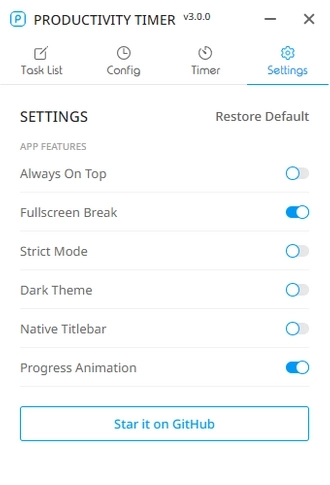 P PRODUCTIVITY TIMER v3.0.0
Task List Config Timer Settings
SETTINGS Restore Default
APP FEATURES
Always On Top
Fullscreen Break
Strict Mode
Dark Theme
Native Titlebar
Progress Animation
Star it on GitHub